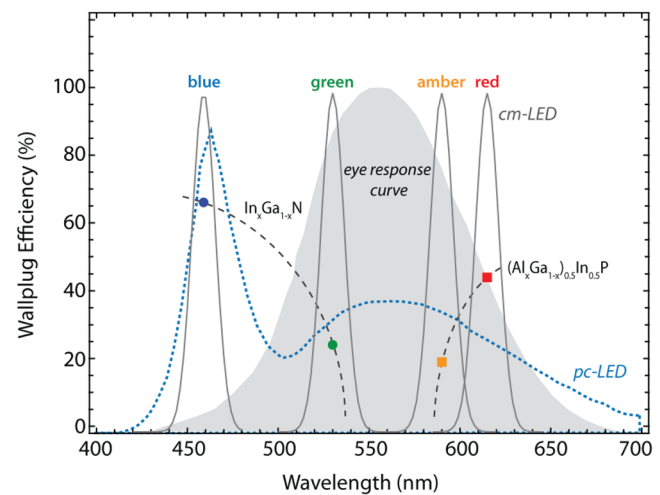 blue
green
amber
red
cm-LED
eye response
curve
InₓGa₁₋ₓN
(AlₓGa₁₋ₓ)₀.₅In₀.₅P
pc-LED
Wallplug Efficiency (%)
100
80
60
40
20
0
400
450
500
550
600
650
700
Wavelength (nm)